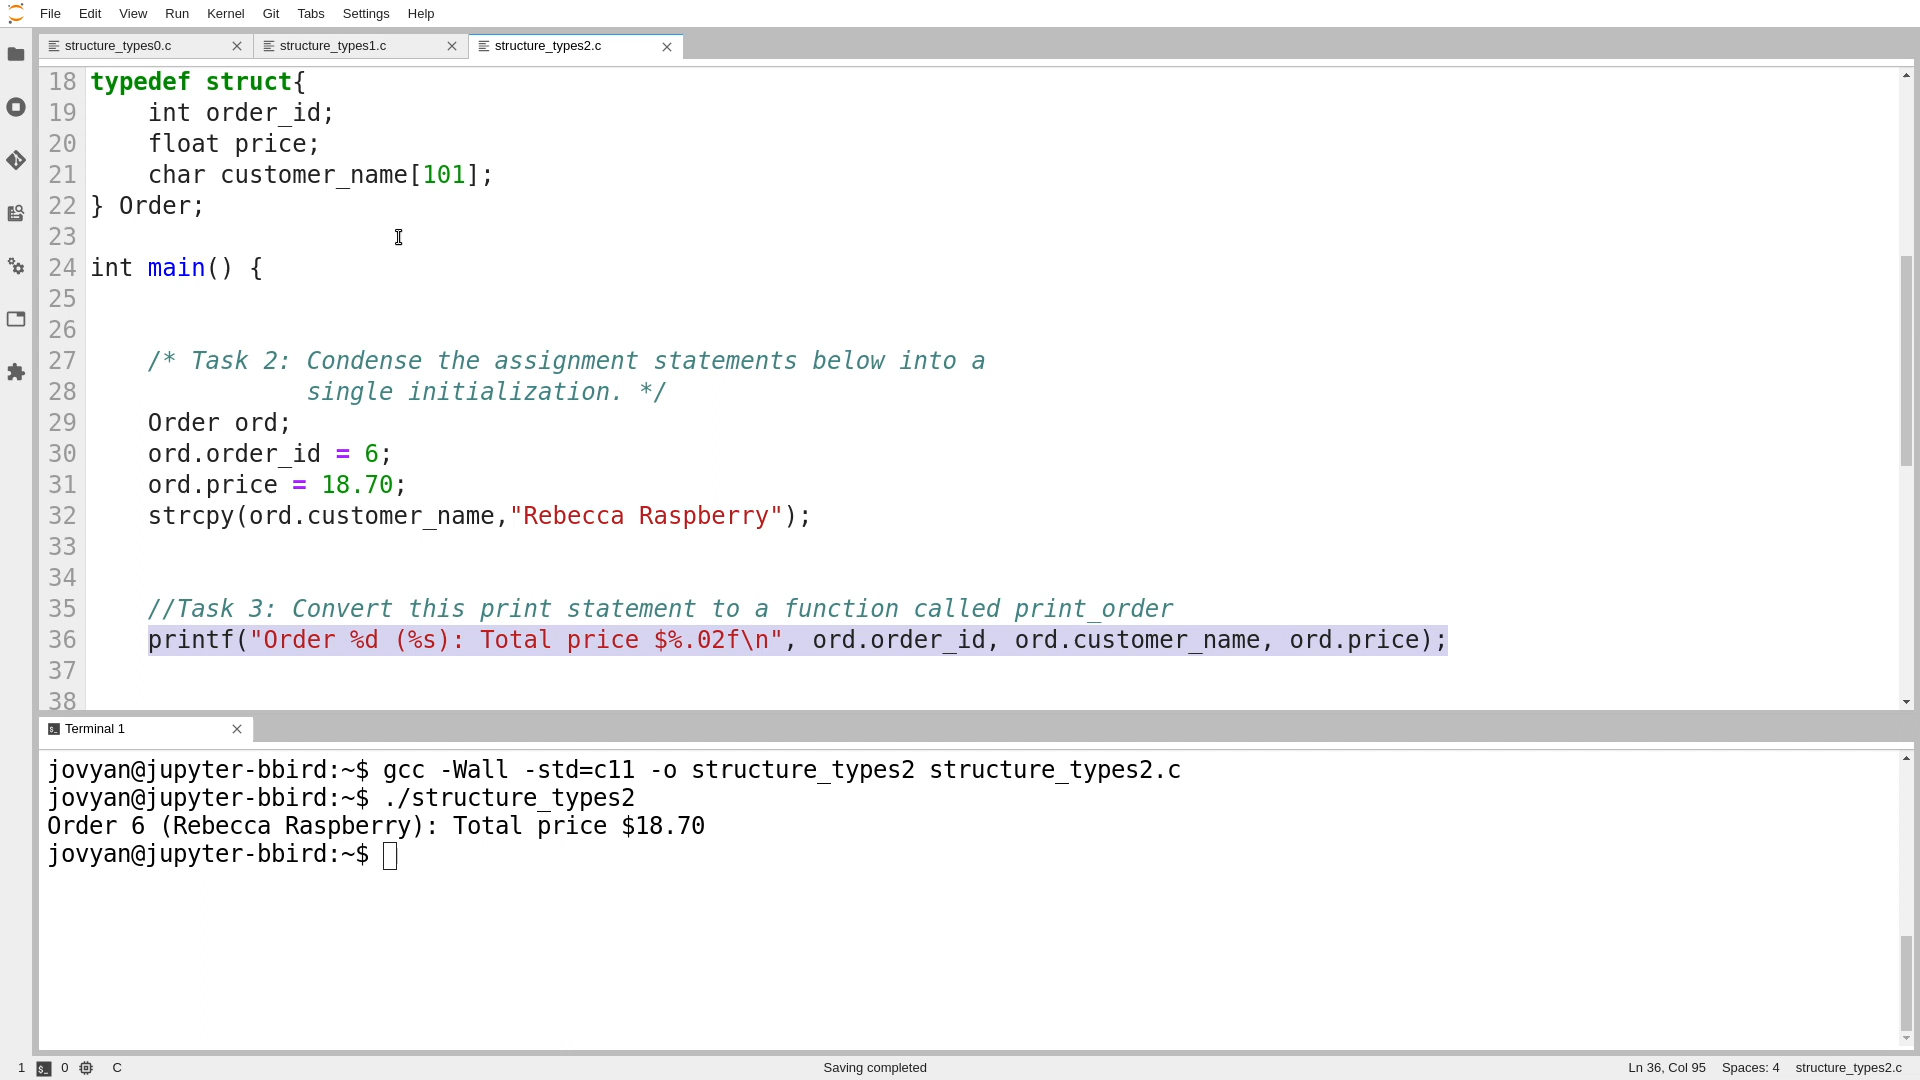 File Edit View Run Kernel Git Tabs Settings Help
structure_types0.c structure_types1.c structure_types2.c
18 typedef struct{
19     int order_id;
20     float price;
21     char customer_name[101];
22 } Order;
23
24 int main() {
25
26
27     /* Task 2: Condense the assignment statements below into a
28                single initialization. */
29     Order ord;
30     ord.order_id = 6;
31     ord.price = 18.70;
32     strcpy(ord.customer_name,"Rebecca Raspberry");
33
34
35     //Task 3: Convert this print statement to a function called print_order
36     printf("Order %d (%s): Total price $%.02f\n", ord.order_id, ord.customer_name, ord.price);
37
38
Terminal 1
jovyan@jupyter-bbird:~$ gcc -Wall -std=c11 -o structure_types2 structure_types2.c
jovyan@jupyter-bbird:~$ ./structure_types2
Order 6 (Rebecca Raspberry): Total price $18.70
jovyan@jupyter-bbird:~$
1 $_ 0 C Saving completed Ln 36, Col 95 Spaces: 4 structure_types2.c